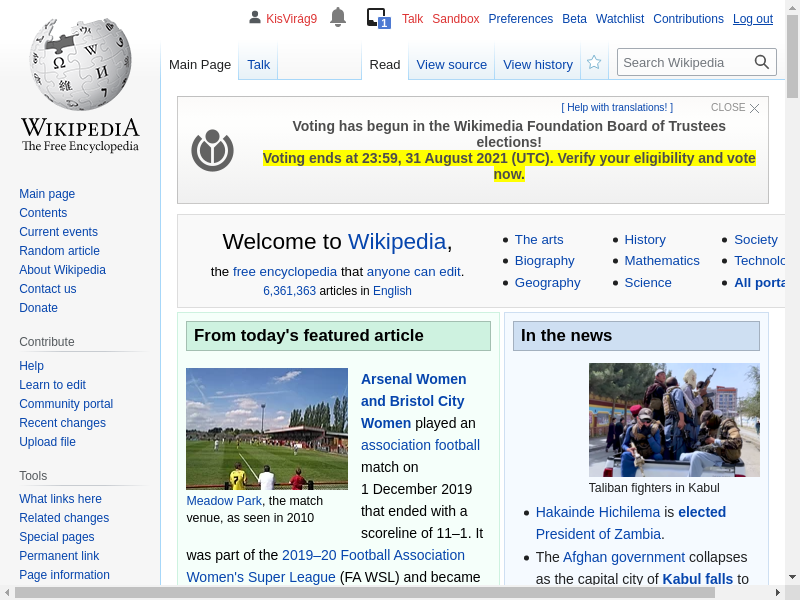 KisVirág9 1 Talk Sandbox Preferences Beta Watchlist Contributions Log out
Main Page Talk Read View source View history Search Wikipedia
WIKIPEDIA
The Free Encyclopedia
Main page
Contents
Current events
Random article
About Wikipedia
Contact us
Donate
Contribute
Help
Learn to edit
Community portal
Recent changes
Upload file
Tools
What links here
Related changes
Special pages
Permanent link
Page information
[ Help with translations! ] CLOSE
Voting has begun in the Wikimedia Foundation Board of Trustees
elections!
Voting ends at 23:59, 31 August 2021 (UTC). Verify your eligibility and vote
now.
Welcome to Wikipedia,
the free encyclopedia that anyone can edit.
6,361,363 articles in English
The arts
Biography
Geography
History
Mathematics
Science
Society
Technolo
All porta
From today's featured article
Arsenal Women
and Bristol City
Women played an
association football
match on
1 December 2019
that ended with a
scoreline of 11–1. It
Meadow Park, the match
venue, as seen in 2010
was part of the 2019–20 Football Association
Women's Super League (FA WSL) and became
In the news
Taliban fighters in Kabul
Hakainde Hichilema is elected
President of Zambia.
The Afghan government collapses
as the capital city of Kabul falls to